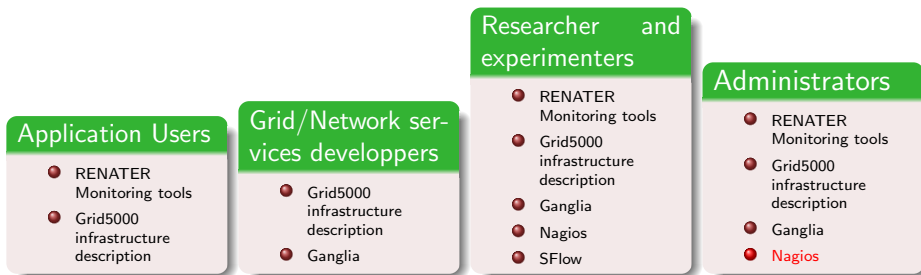 Application Users
RENATER
Monitoring tools
Grid5000
infrastructure
description
Grid/Network ser-
vices developpers
Grid5000
infrastructure
description
Ganglia
Researcher and
experimenters
RENATER
Monitoring tools
Grid5000
infrastructure
description
Ganglia
Nagios
SFlow
Administrators
RENATER
Monitoring tools
Grid5000
infrastructure
description
Ganglia
Nagios